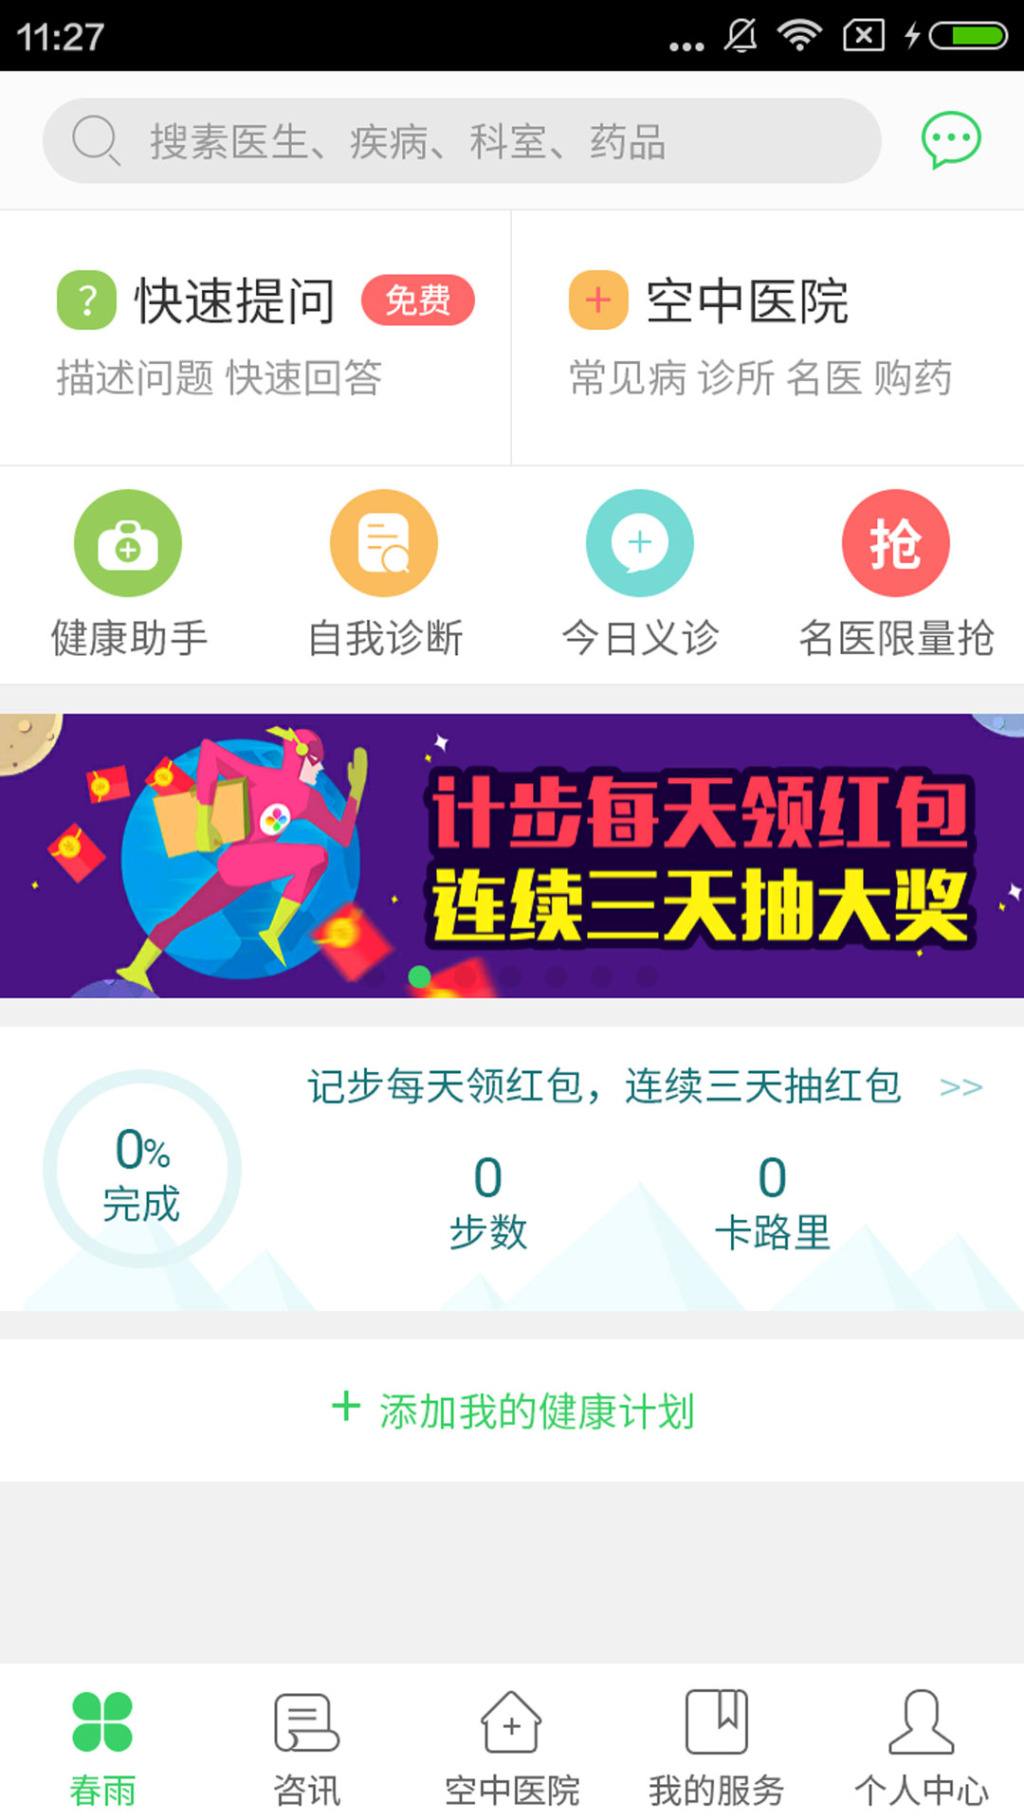 11:27
搜素医生、疾病、科室、药品
快速提问 免费
描述问题 快速回答
空中医院
常见病 诊所 名医 购药
抢
健康助手 自我诊断 今日义诊 名医限量抢
计步每天领红包
连续三天抽大奖
记步每天领红包，连续三天抽红包 >>
0%
完成
0
步数
0
卡路里
+ 添加我的健康计划
春雨 咨讯 空中医院 我的服务 个人中心